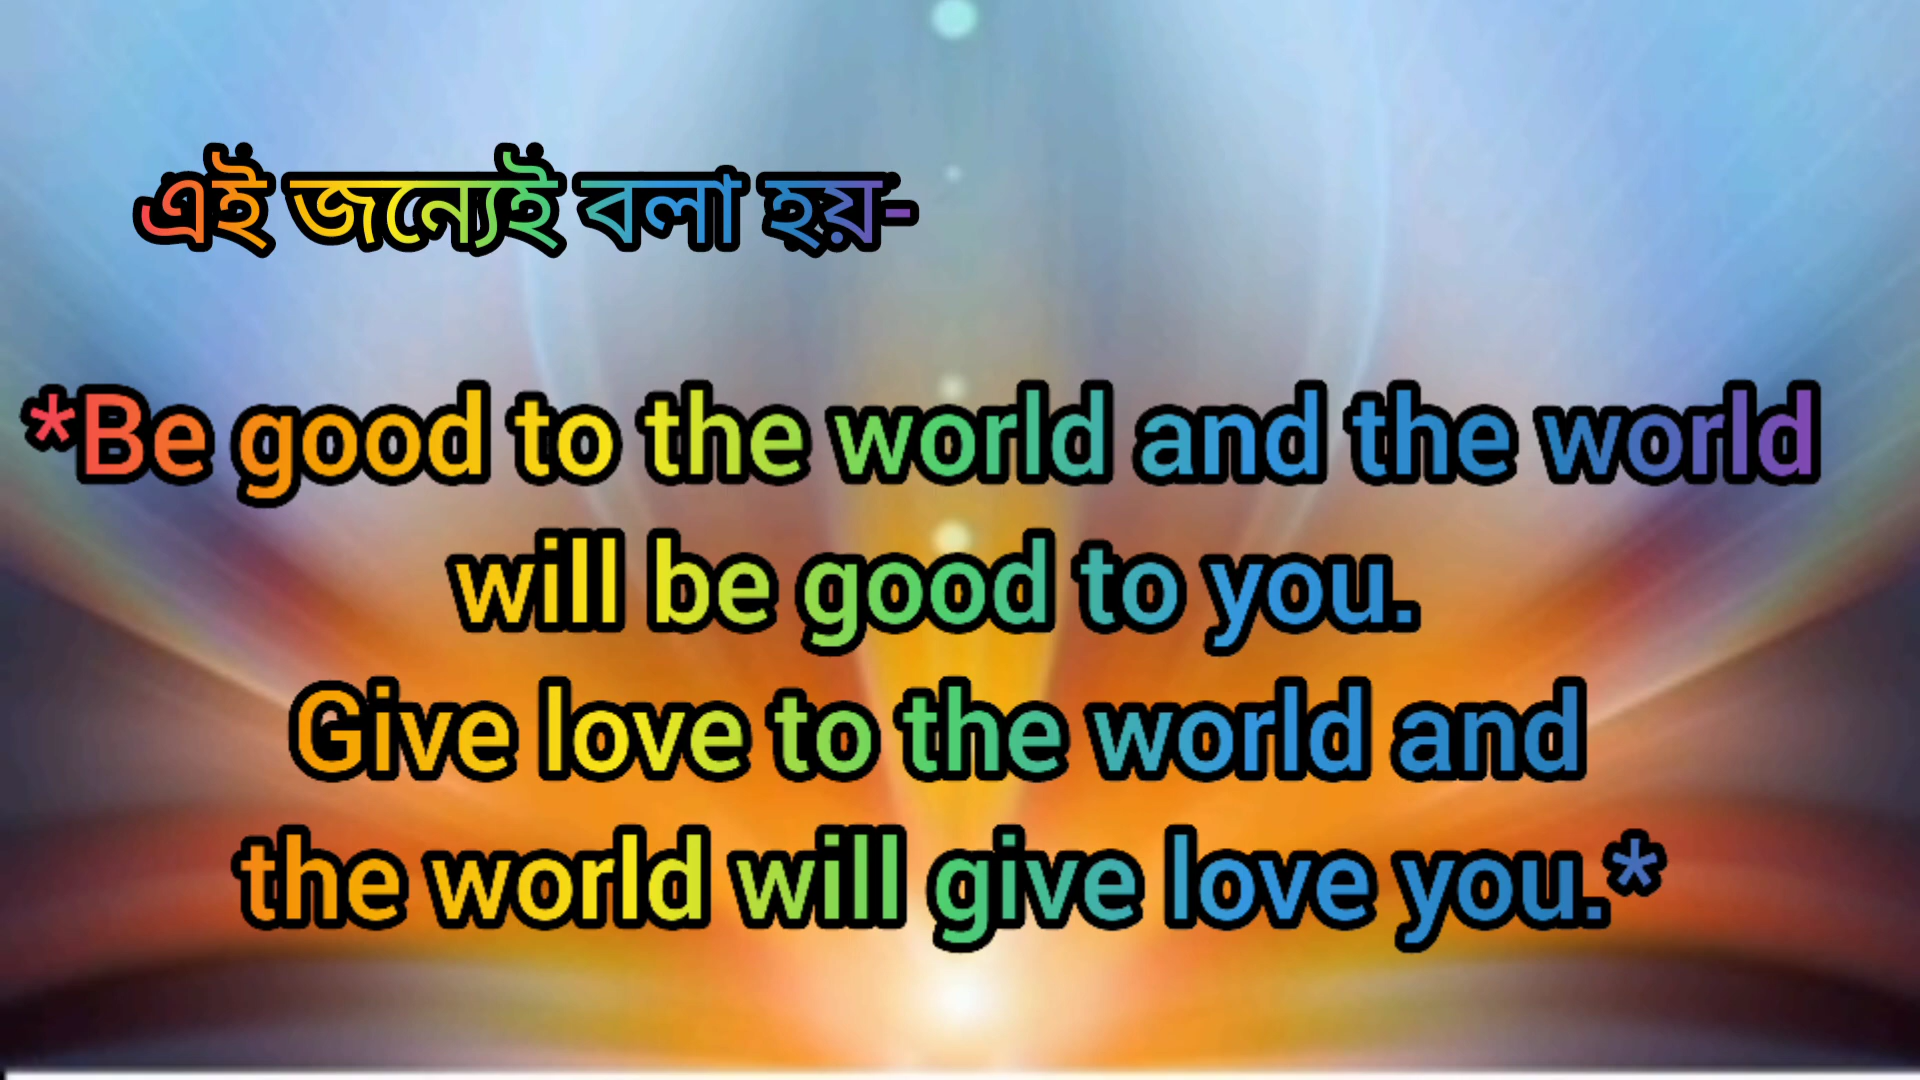 এই জন্যেই বলা হয়-
*Be good to the world and the world
will be good to you.
Give love to the world and
the world will give love you.*